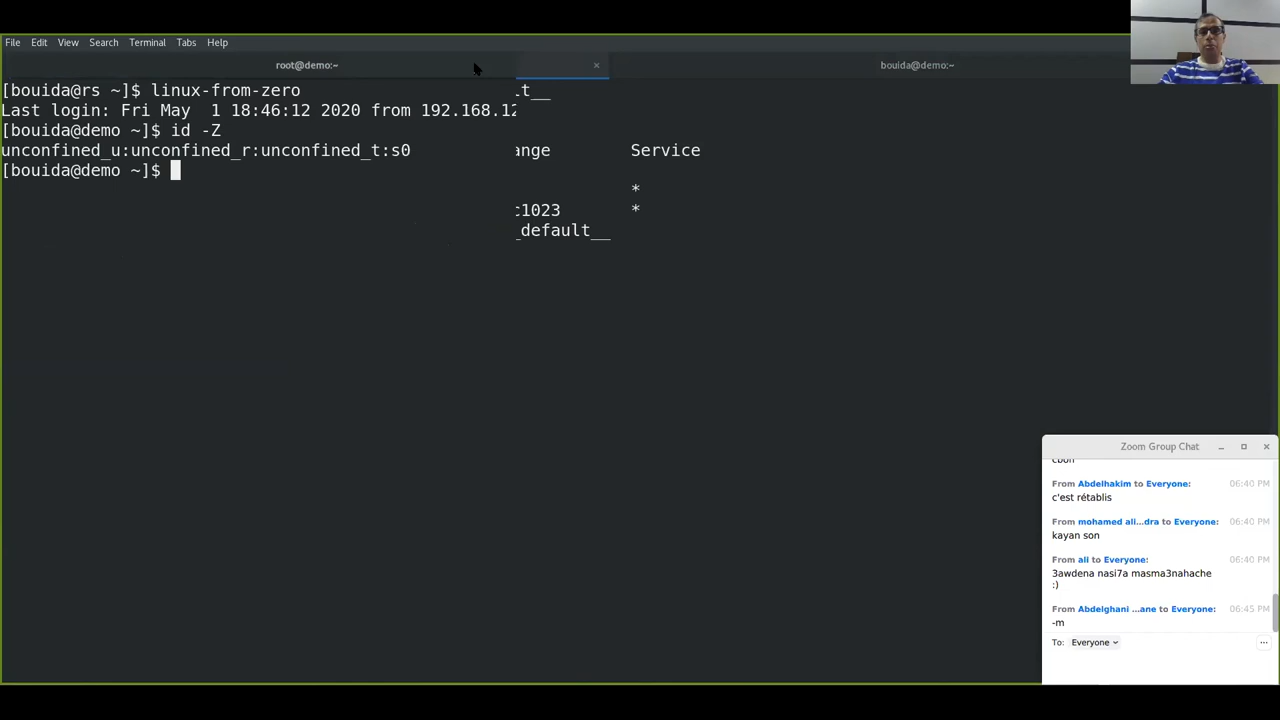 File Edit View Search Terminal Tabs Help
root@demo:~ × bouida@demo:~
[bouida@rs ~]$ linux-from-zero lt__
Last login: Fri May  1 18:46:12 2020 from 192.168.12
[bouida@demo ~]$ id -Z
unconfined_u:unconfined_r:unconfined_t:s0 ange Service
[bouida@demo ~]$
*
c1023 *
_default__
Zoom Group Chat
cbon
From Abdelhakim to Everyone: 06:40 PM
c'est rétablis
From mohamed ali...dra to Everyone: 06:40 PM
kayan son
From ali to Everyone: 06:40 PM
3awdena nasi7a masma3nahache
:)
From Abdelghani ...ane to Everyone: 06:45 PM
-m
To: Everyone